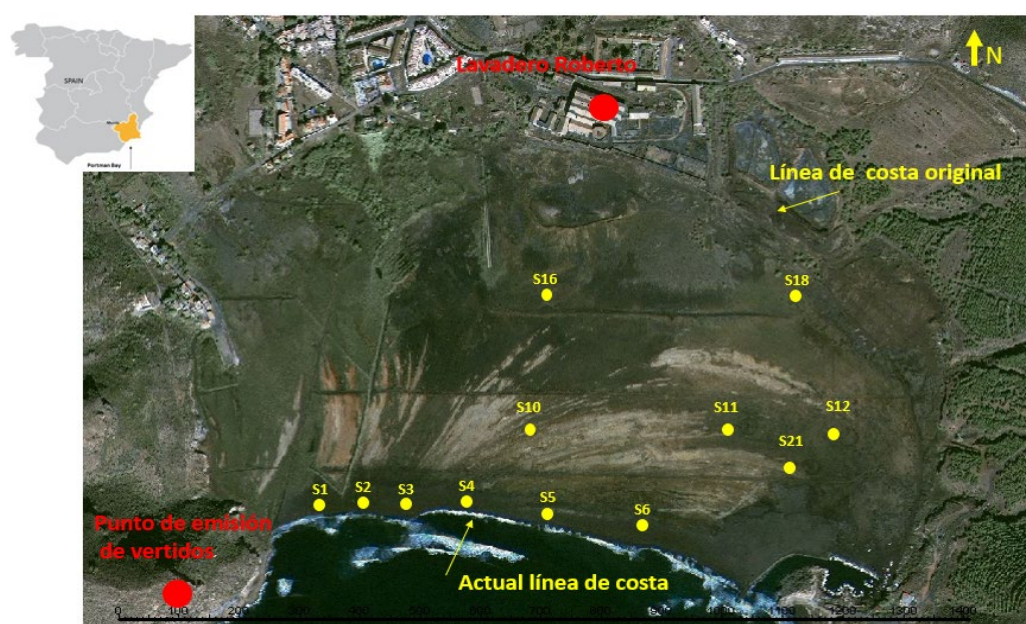 SPAIN
Portman Bay
N
Lavadero Roberto
Línea de costa original
S16
S18
S10
S11
S12
S21
S1
S2
S3
S4
S5
S6
Punto de emisión
de vertidos
Actual línea de costa
0 100 200 300 400 500 600 700 800 900 1000 1100 1200 1300 1400